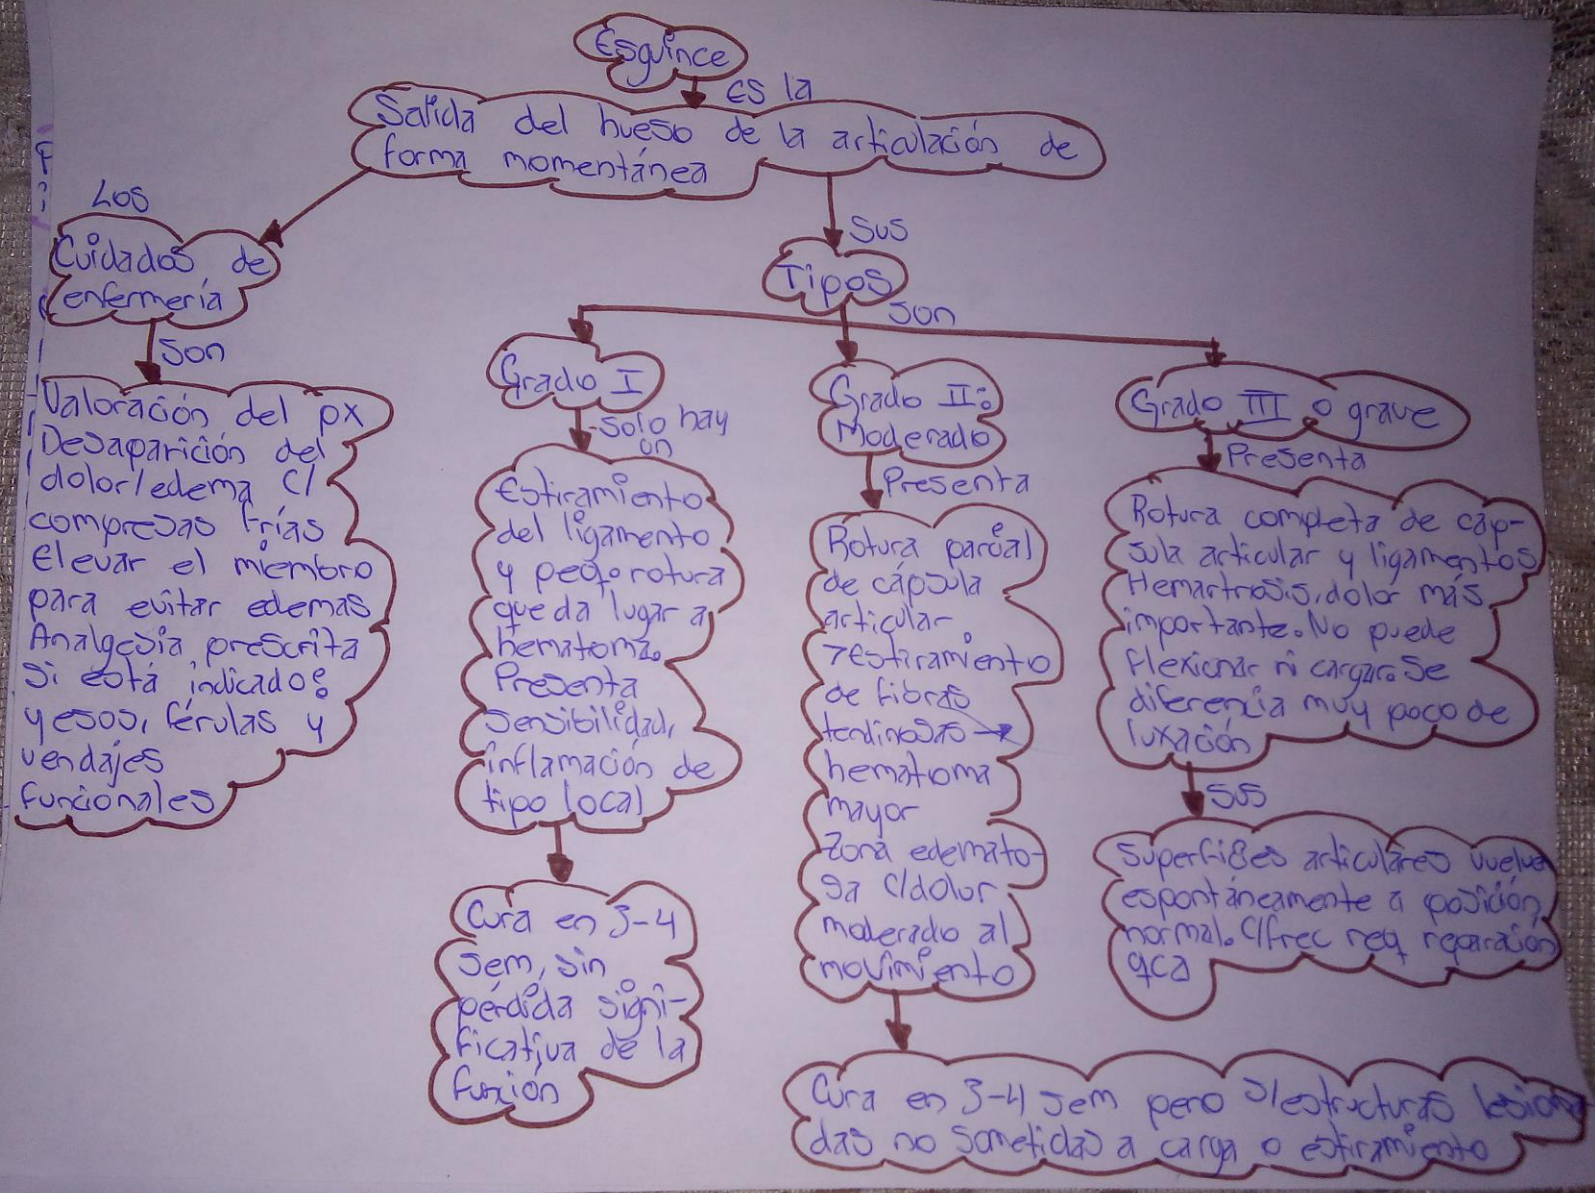 Esguince
es la
Salida del hueso de la articulación de
forma momentánea
Los
Cuidados de
enfermería
son
Valoración del px
Desaparición del
dolor/edema c/
compresas frías
Elevar el miembro
para evitar edemas
Analgesia prescrita
Si está indicado:
yesos, férulas y
vendajes
funcionales
sus
Tipos
son
Grado I
-solo hay
un
Estiramiento
del ligamento
y peq. rotura
que da lugar a
hematoma.
Presenta
sensibilidad,
inflamación de
tipo local
Cura en 3-4
sem, sin
pérdida signi-
ficativa de la
función
Grado II:
Moderado
Presenta
Rotura parcial
de cápsula
articular
→Estiramiento
de fibras
tendinosas →
hematoma
mayor
Zona edemato-
sa c/dolor
moderado al
movimiento
Cura en 3-4 sem pero s/estructuras lesiona
das no sometidas a carga o estiramiento
Grado III o grave
Presenta
Rotura completa de cáp-
sula articular y ligamentos
Hemartrosis, dolor más
importante. No puede
flexionar ni cargar. Se
diferencia muy poco de
luxación
sus
Superficies articulares vuelve
espontáneamente a posición
normal. C/frec req reparación
qca